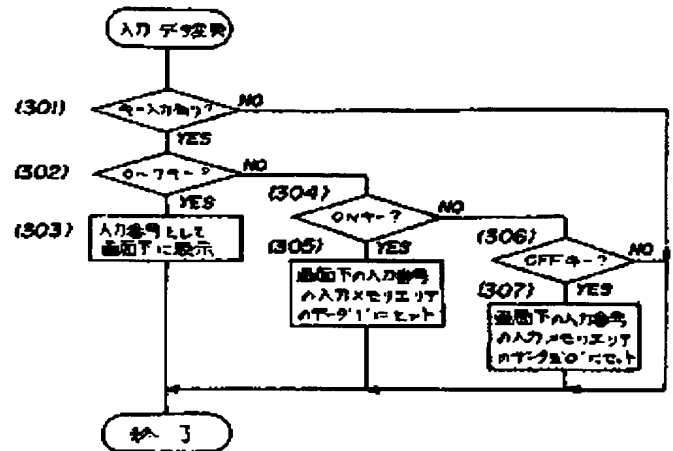 入力 データ変更
(301)
キー入力有り?
NO
YES
(302)
0~7キー?
NO
YES
(303)
入力番号として
画面下に表示
(304)
ONキー?
NO
YES
(305)
画面下の入力番号
の入力メモリエリア
のデータ'1'にセット
(306)
OFFキー?
NO
YES
(307)
画面下の入力番号
の入力メモリエリア
のデータを'0'にセット
終了